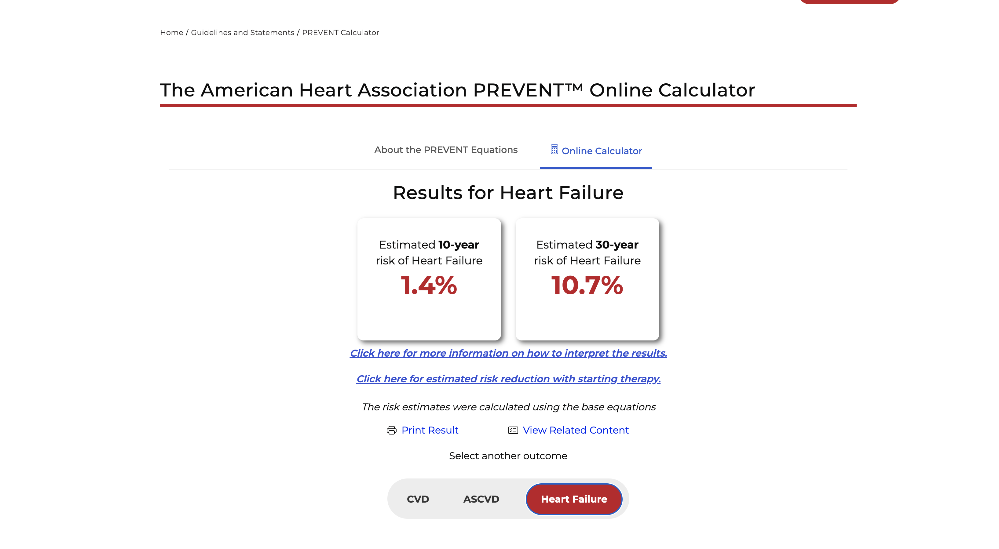 Home / Guidelines and Statements / PREVENT Calculator
The American Heart Association PREVENT™ Online Calculator
About the PREVENT Equations
Online Calculator
Results for Heart Failure
Estimated 10-year
risk of Heart Failure
1.4%
Estimated 30-year
risk of Heart Failure
10.7%
Click here for more information on how to interpret the results.
Click here for estimated risk reduction with starting therapy.
The risk estimates were calculated using the base equations
Print Result
View Related Content
Select another outcome
CVD
ASCVD
Heart Failure